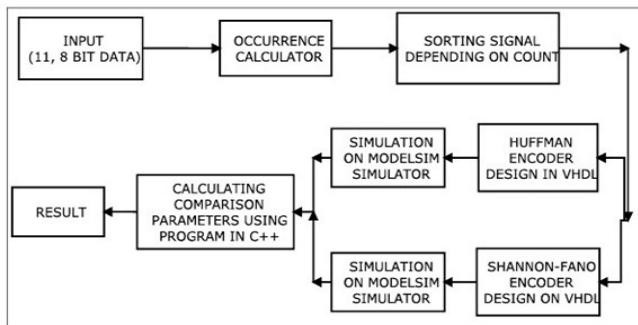 INPUT
(11, 8 BIT DATA)
OCCURRENCE
CALCULATOR
SORTING SIGNAL
DEPENDING ON COUNT
HUFFMAN
ENCODER
DESIGN IN VHDL
SIMULATION
ON MODELSIM
SIMULATOR
SHANNON-FANO
ENCODER
DESIGN ON VHDL
SIMULATION
ON MODELSIM
SIMULATOR
CALCULATING
COMPARISON
PARAMETERS USING
PROGRAM IN C++
RESULT